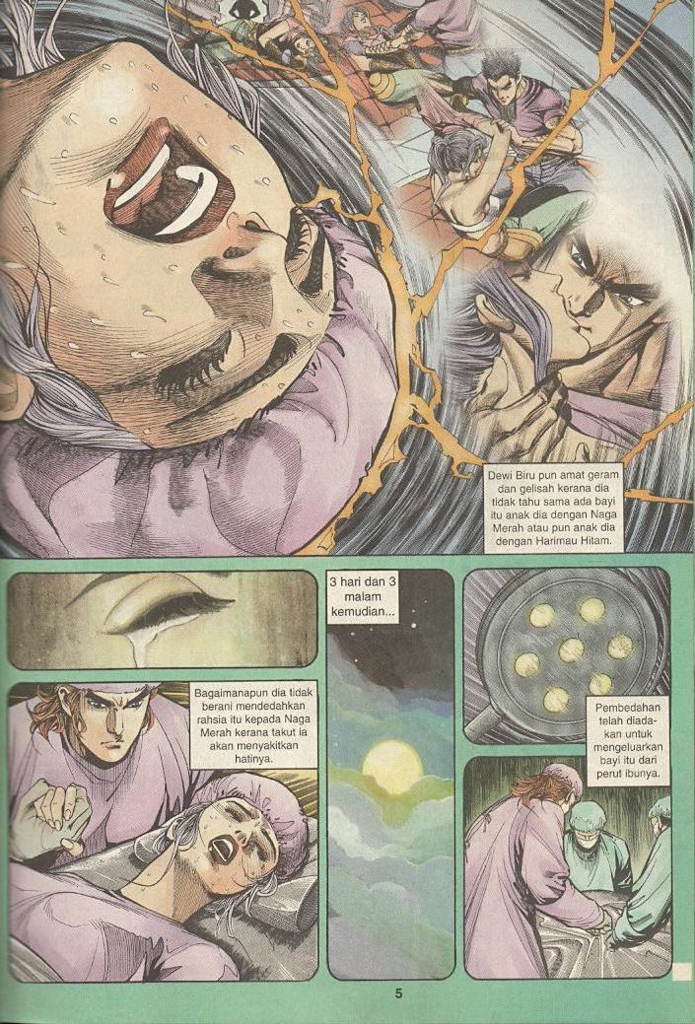 Dewi Biru pun amat geram
dan gelisah kerana dia
tidak tahu sama ada bayi
itu anak dia dengan Naga
Merah atau pun anak dia
dengan Harimau Hitam.
3 hari dan 3
malam
kemudian...
Bagaimanapun dia tidak
berani mendedahkan
rahsia itu kepada Naga
Merah kerana takut ia
akan menyakitkan
hatinya.
Pembedahan
telah diada-
kan untuk
mengeluarkan
bayi itu dari
perut ibunya.
5